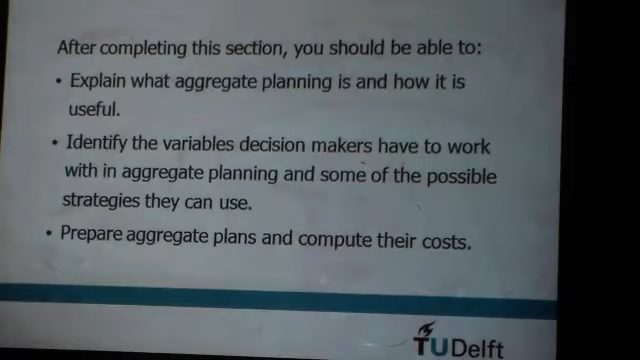 After completing this section, you should be able to:
• Explain what aggregate planning is and how it is
useful.
• Identify the variables decision makers have to work
with in aggregate planning and some of the possible
strategies they can use.
• Prepare aggregate plans and compute their costs.
TUDelft